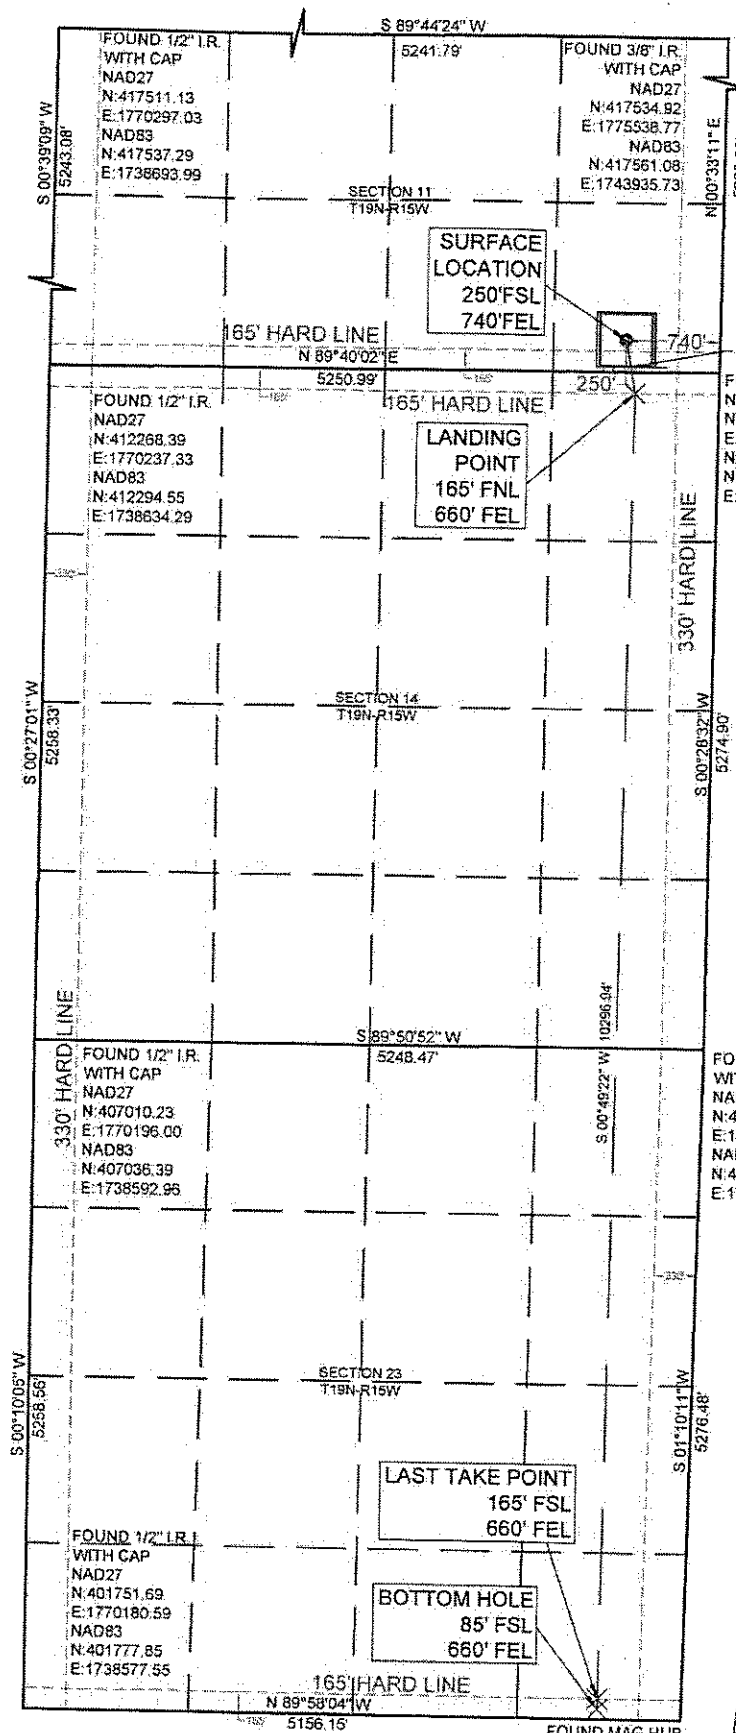 S 89°44'24" W
5241.79'
FOUND 1/2" I.R.
WITH CAP
NAD27
N:417511.13
E:1770297.03
NAD83
N:417537.29
E:1738693.99
FOUND 3/8" I.R.
WITH CAP
NAD27
N:417534.92
E:1775538.77
NAD83
N:417561.08
E:1743935.73
S 00°39'09" W
5243.08'
N 00°33'11" E
SECTION 11
T19N-R15W
SURFACE
LOCATION
250'FSL
740'FEL
165' HARD LINE
740'
N 89°40'02" E
5250.99'
250'
165' HARD LINE
FOUND 1/2" I.R.
NAD27
N:412268.39
E:1770237.33
NAD83
N:412294.55
E:1738634.29
LANDING
POINT
165' FNL
660' FEL
330' HARD LINE
SECTION 14
T19N-R15W
S 00°27'01" W
5258.33'
S 00°28'32" W
5274.90'
330' HARD LINE
S 89°50'52" W
5248.47'
S 00°49'22" W 10296.94'
FOUND 1/2" I.R.
WITH CAP
NAD27
N:407010.23
E:1770196.00
NAD83
N:407036.39
E:1738592.96
FO
WI
NA
N:4
E:1
NA
N:4
E:1
330'
SECTION 23
T19N-R15W
S 00°10'05" W
5258.56'
S 01°10'11" W
5276.48'
LAST TAKE POINT
165' FSL
660' FEL
FOUND 1/2" I.R.
WITH CAP
NAD27
N:401751.69
E:1770180.59
NAD83
N:401777.85
E:1738577.55
BOTTOM HOLE
85' FSL
660' FEL
165' HARD LINE
N 89°58'04" W
5156.15'
FOUND MAG HUB